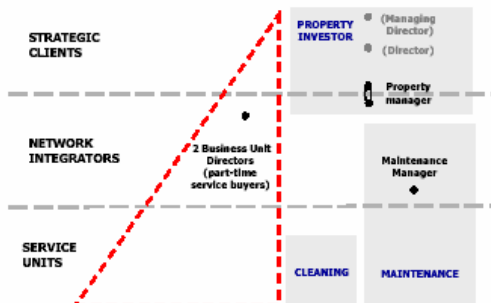 STRATEGIC
CLIENTS
PROPERTY
INVESTOR
(Managing
Director)
(Director)
Property
manager
NETWORK
INTEGRATORS
2 Business Unit
Directors
(part-time
service buyers)
Maintenance
Manager
SERVICE
UNITS
CLEANING
MAINTENANCE